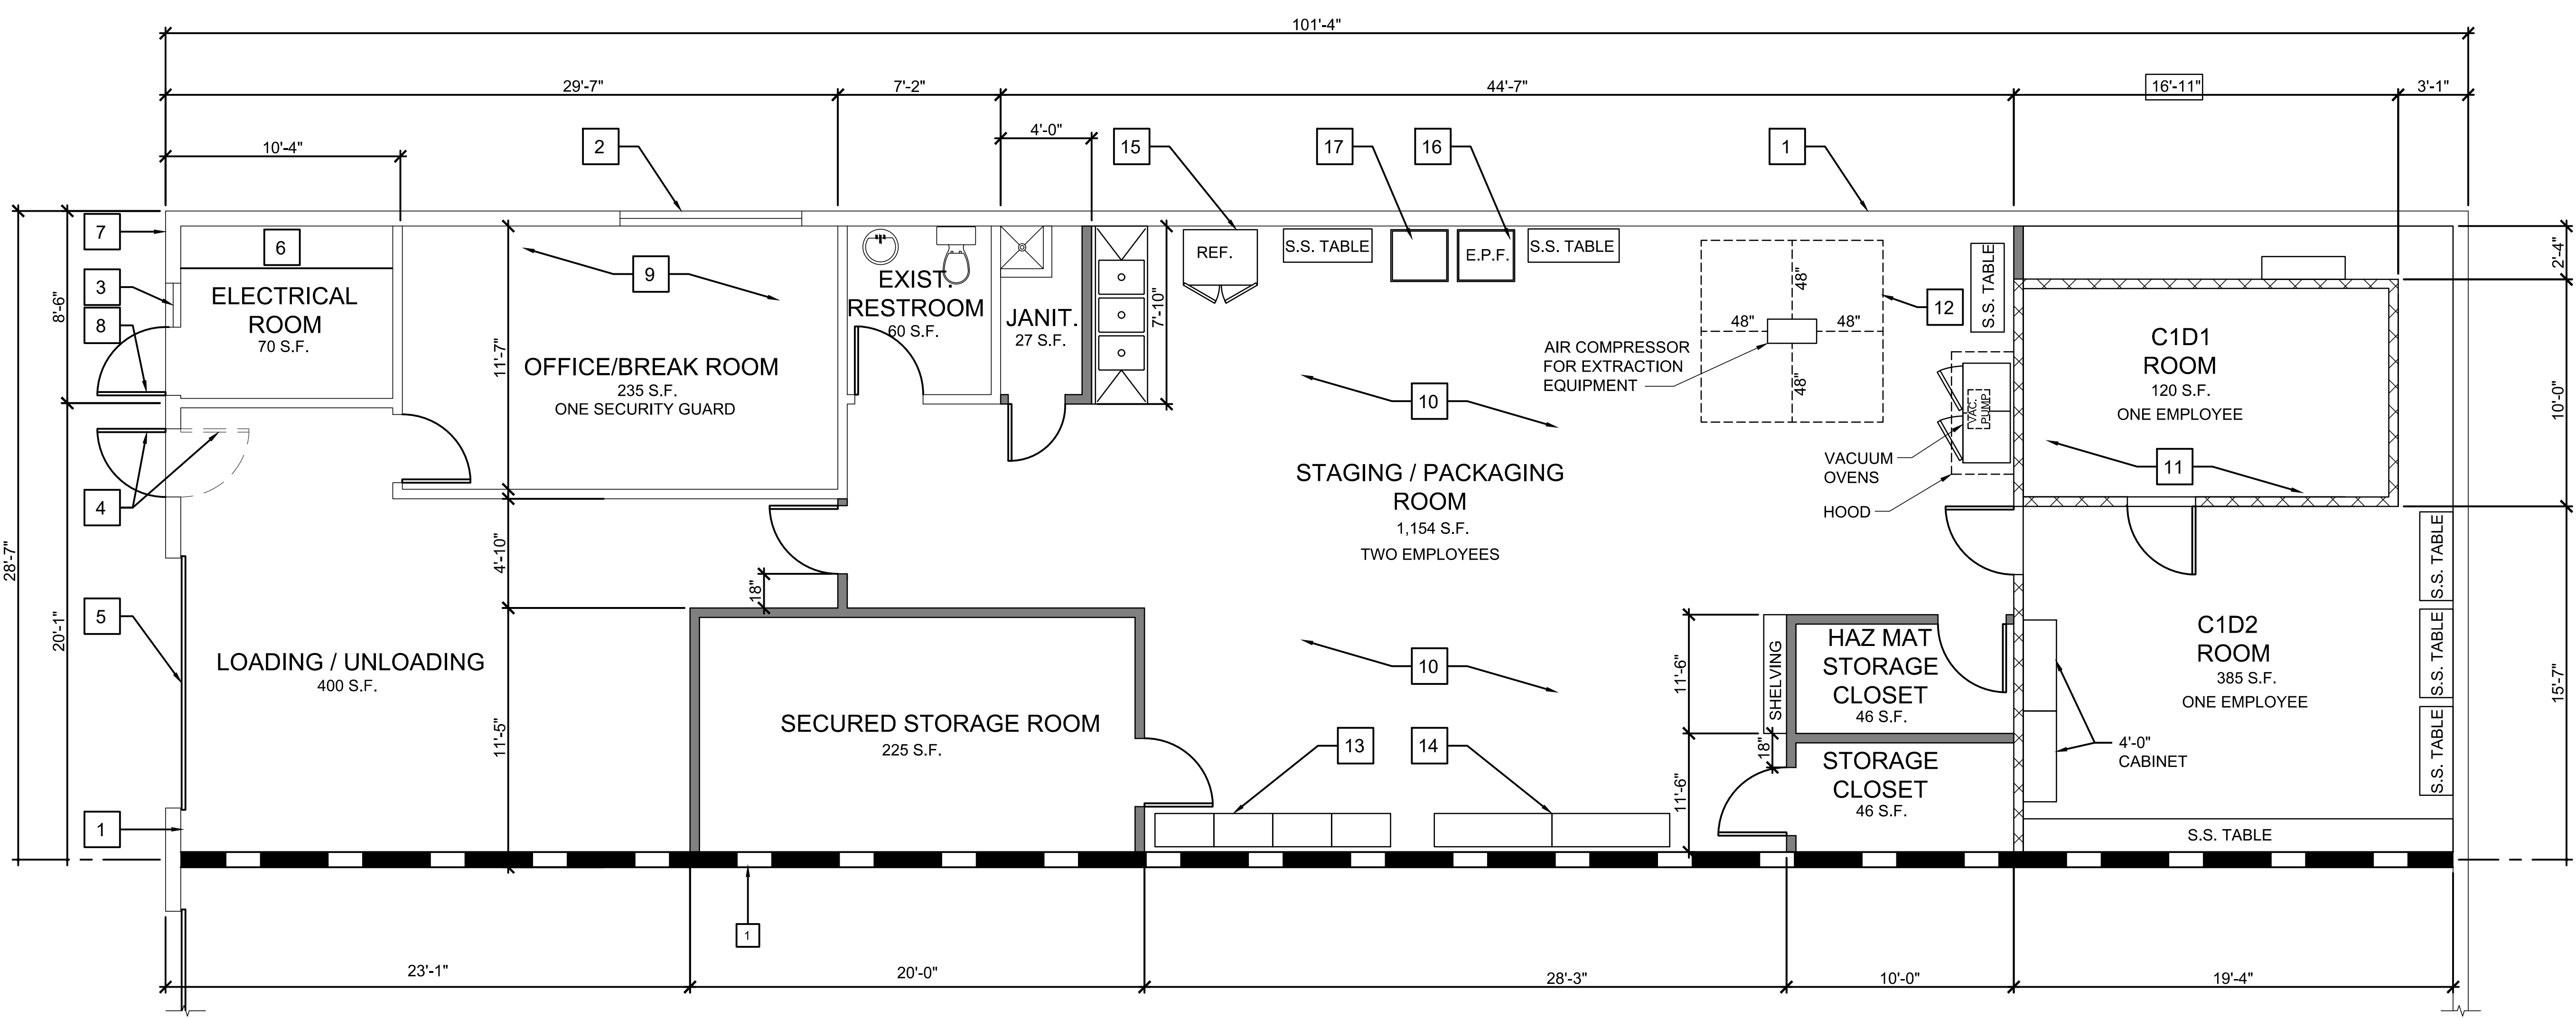 101'-4"
29'-7"
7'-2"
44'-7"
16'-11"
3'-1"
10'-4"
2
4'-0"
15
17
16
1
7
6
3
8
4
5
1
28'-7"
8'-6"
20'-1"
ELECTRICAL
ROOM
70 S.F.
9
11'-7"
OFFICE/BREAK ROOM
235 S.F.
ONE SECURITY GUARD
EXIST.
RESTROOM
60 S.F.
JANIT.
27 S.F.
7'-10"
REF.
S.S. TABLE
E.P.F.
S.S. TABLE
48"
48"
48"
48"
12
S.S. TABLE
AIR COMPRESSOR
FOR EXTRACTION
EQUIPMENT
10
VAC.
PUMP
VACUUM
OVENS
HOOD
C1D1
ROOM
120 S.F.
ONE EMPLOYEE
11
2'-4"
10'-0"
15'-7"
STAGING / PACKAGING
ROOM
1,154 S.F.
TWO EMPLOYEES
4'-10"
18"
LOADING / UNLOADING
400 S.F.
11'-5"
SECURED STORAGE ROOM
225 S.F.
10
13
14
11'-6"
11'-6"
SHELVING
18"
HAZ MAT
STORAGE
CLOSET
46 S.F.
STORAGE
CLOSET
46 S.F.
C1D2
ROOM
385 S.F.
ONE EMPLOYEE
4'-0"
CABINET
S.S. TABLE
S.S. TABLE
S.S. TABLE
S.S. TABLE
1
23'-1"
20'-0"
28'-3"
10'-0"
19'-4"